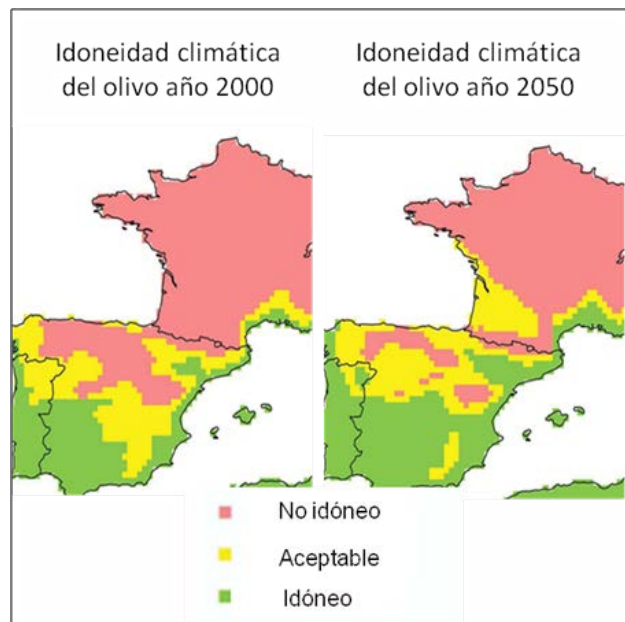 Idoneidad climática
del olivo año 2000
Idoneidad climática
del olivo año 2050
No idóneo
Aceptable
Idóneo